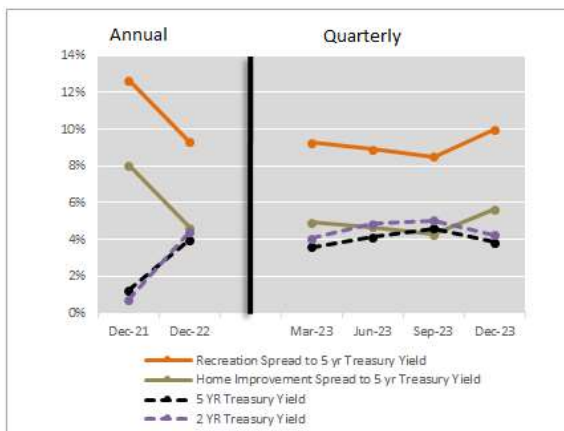 Annual Quarterly
14%
12%
10%
8%
6%
4%
2%
0%
Dec-21 Dec-22 Mar-23 Jun-23 Sep-23 Dec-23
Recreation Spread to 5 yr Treasury Yield
Home Improvement Spread to 5 yr Treasury Yield
5 YR Treasury Yield
2 YR Treasury Yield